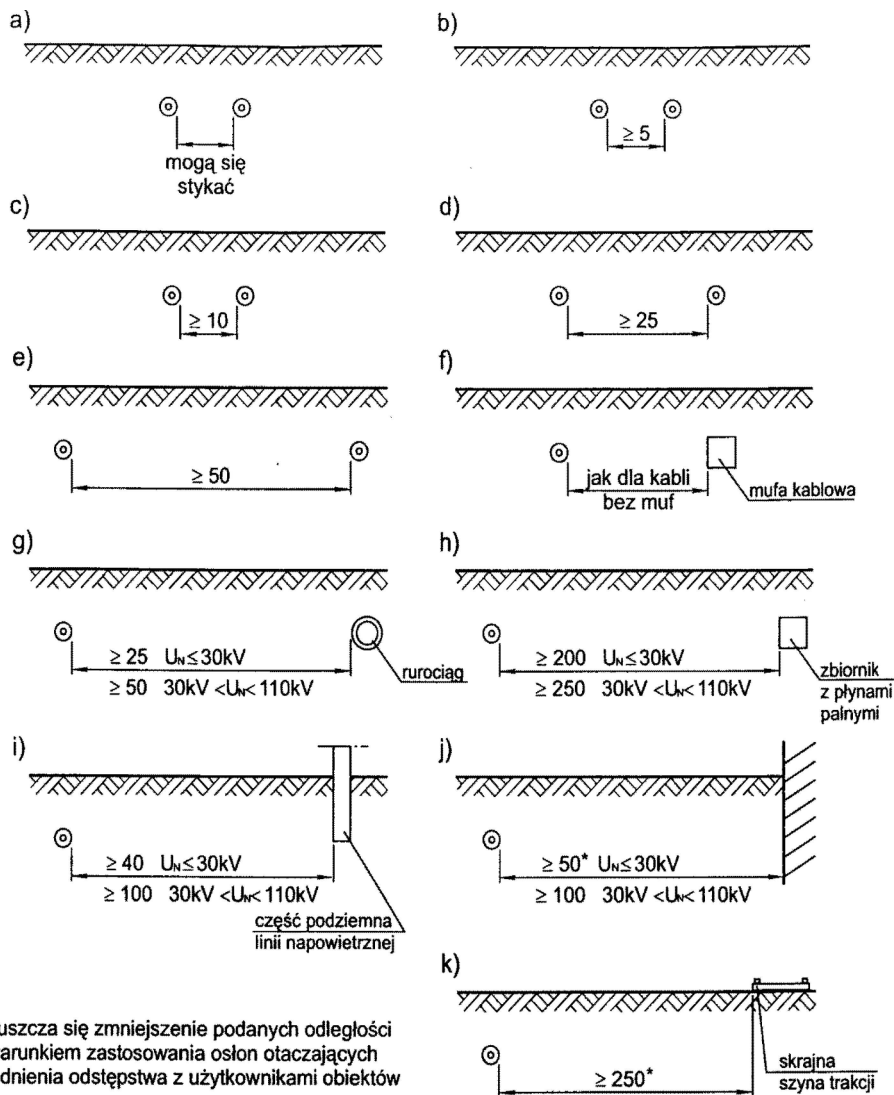 a)
mogą się
stykać
b)
≥ 5
c)
≥ 10
d)
≥ 25
e)
≥ 50
f)
jak dla kabli
bez muf
mufa kablowa
g)
≥ 25 U_N ≤ 30kV
≥ 50 30kV < U_N < 110kV
rurociąg
h)
≥ 200 U_N ≤ 30kV
≥ 250 30kV < U_N < 110kV
zbiornik
z płynami
palnymi
i)
≥ 40 U_N ≤ 30kV
≥ 100 30kV < U_N < 110kV
część podziemna
linii napowietrznej
j)
≥ 50* U_N ≤ 30kV
≥ 100 30kV < U_N < 110kV
k)
≥ 250*
skrajna
szyna trakcji
uszcza się zmniejszenie podanych odległości
arunkiem zastosowania osłon otaczających
dnienia odstępstwa z użytkownikami obiektów